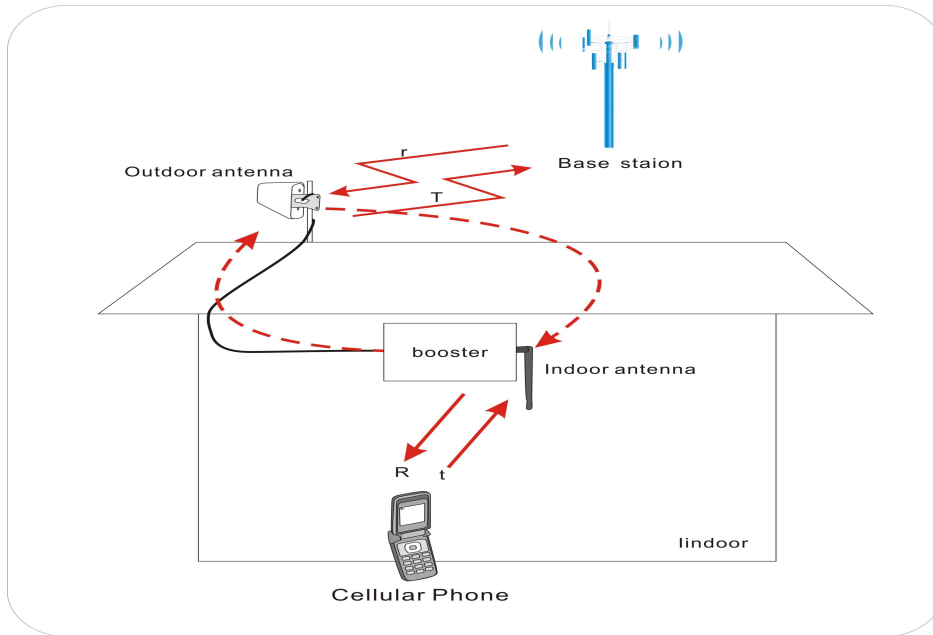 r
Base staion
Outdoor antenna
T
booster
Indoor antenna
R
t
Iindoor
Cellular Phone